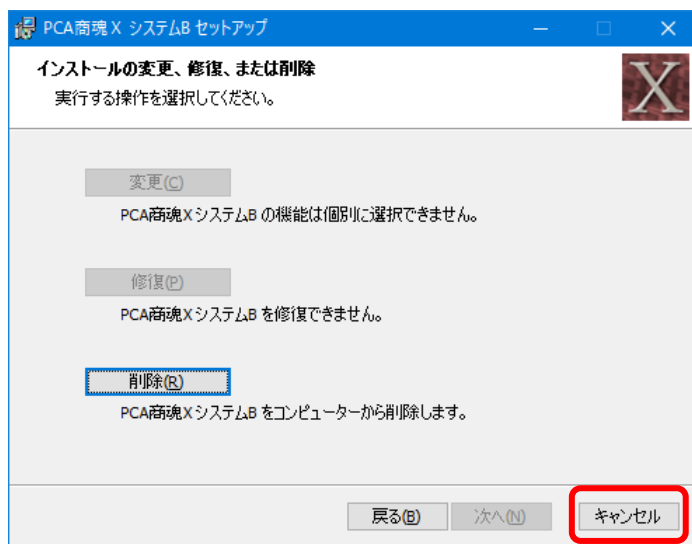 PCA商魂X システムB セットアップ
インストールの変更、修復、または削除
実行する操作を選択してください。
X
変更(C)
PCA商魂XシステムB の機能は個別に選択できません。
修復(P)
PCA商魂XシステムB を修復できません。
削除(R)
PCA商魂XシステムB をコンピューターから削除します。
戻る(B) 次へ(N) キャンセル